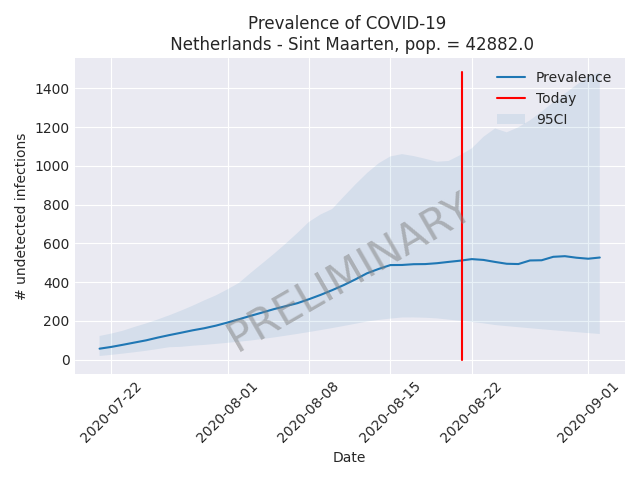 Prevalence of COVID-19
Netherlands - Sint Maarten, pop. = 42882.0
Prevalence
Today
95CI
1400
1200
1000
800
600
400
200
0
# undetected infections
PRELIMINARY
2020-07-22
2020-08-01
2020-08-08
2020-08-15
2020-08-22
2020-09-01
Date